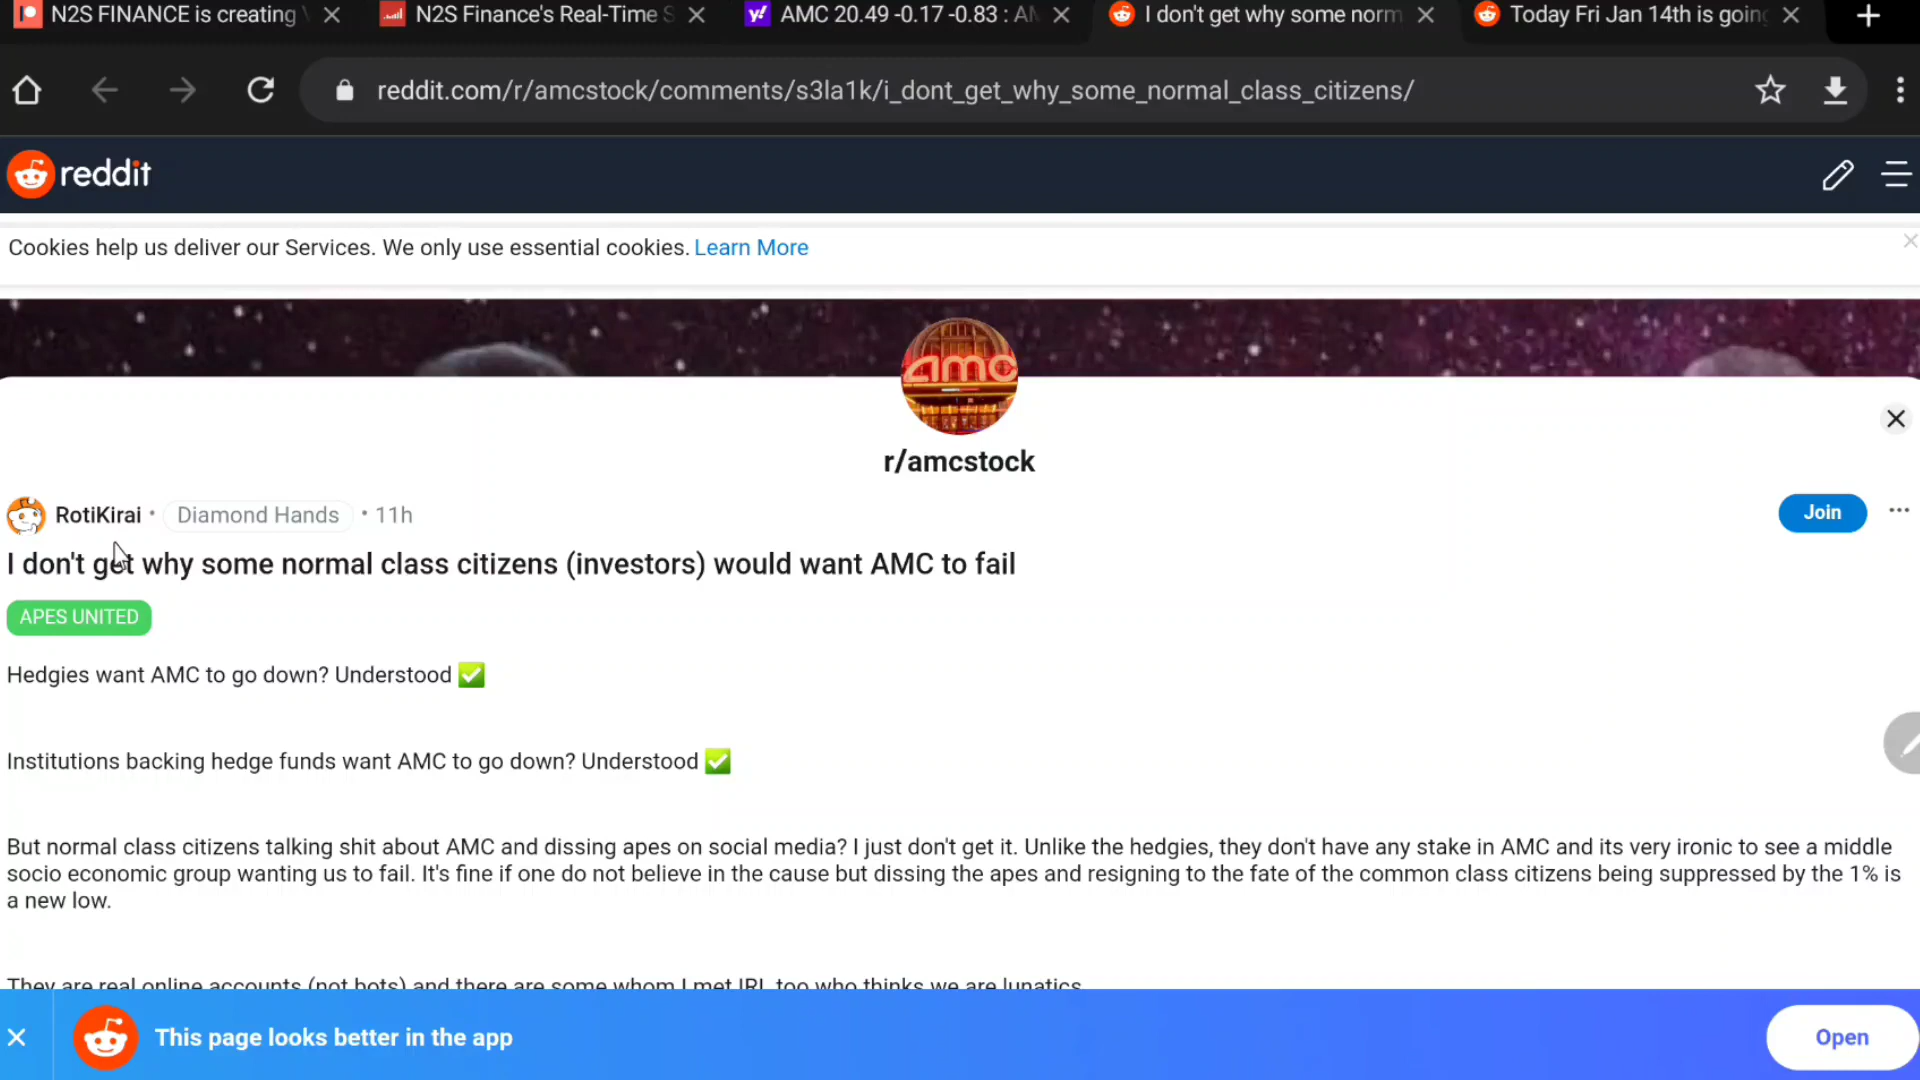 N2S FINANCE is creating
N2S Finance's Real-Time
y! AMC 20.49 -0.17 -0.83 :
I don't get why some norm
Today Fri Jan 14th is going
reddit.com/r/amcstock/comments/s3la1k/i_dont_get_why_some_normal_class_citizens/
reddit
Cookies help us deliver our Services. We only use essential cookies. Learn More
amc
r/amcstock
RotiKirai • Diamond Hands • 11h
Join
I don't get why some normal class citizens (investors) would want AMC to fail
APES UNITED
Hedgies want AMC to go down? Understood ✅
Institutions backing hedge funds want AMC to go down? Understood ✅
But normal class citizens talking shit about AMC and dissing apes on social media? I just don't get it. Unlike the hedgies, they don't have any stake in AMC and its very ironic to see a middle
socio economic group wanting us to fail. It's fine if one do not believe in the cause but dissing the apes and resigning to the fate of the common class citizens being suppressed by the 1% is
a new low.
They are real online accounts (not bots) and there are some whom I met IRL too who thinks we are lunatics
This page looks better in the app
Open